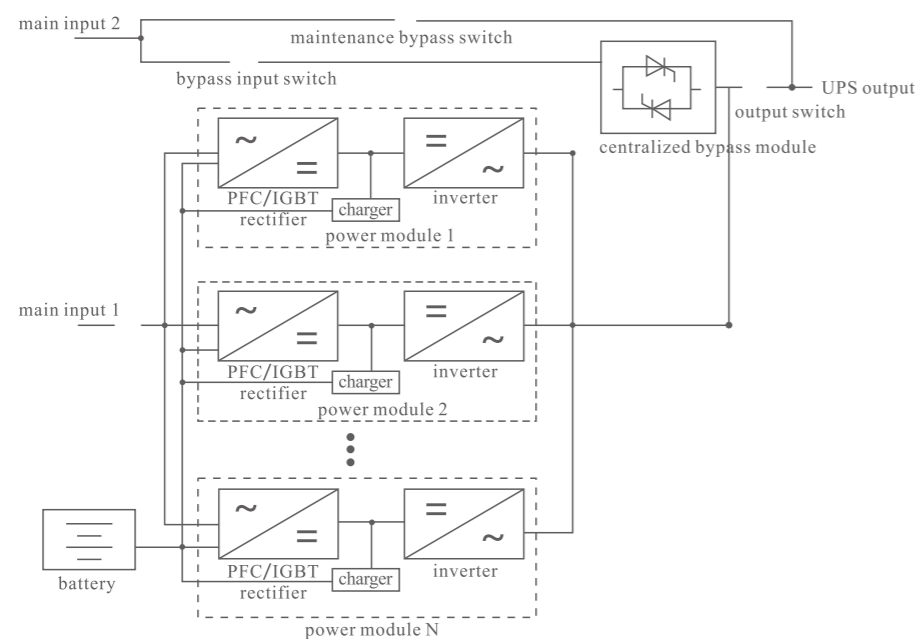 main input 2
maintenance bypass switch
bypass input switch
UPS output
output switch
centralized bypass module
PFC/IGBT
rectifier
charger
inverter
power module 1
main input 1
PFC/IGBT
rectifier
charger
inverter
power module 2
battery
PFC/IGBT
rectifier
charger
inverter
power module N